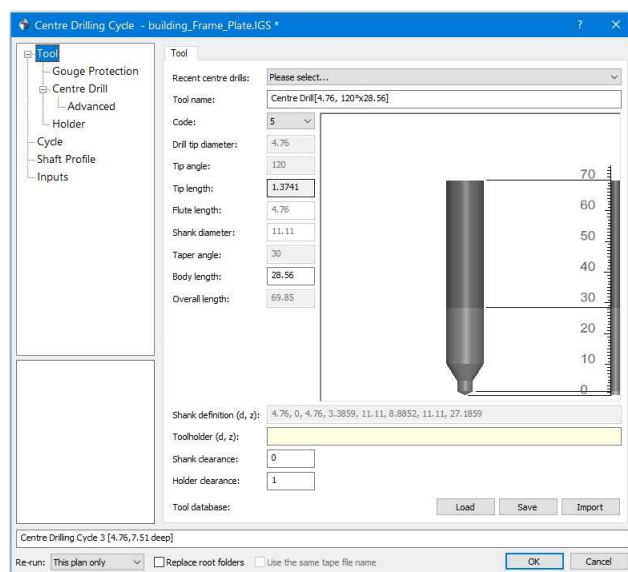 Centre Drilling Cycle - building_Frame_Plate.IGS *
Tool
Gouge Protection
Centre Drill
Advanced
Holder
Cycle
Shaft Profile
Inputs
Tool
Recent centre drills: Please select...
Tool name: Centre Drill[4.76, 120°x28.56]
Code: 5
Drill tip diameter: 4.76
Tip angle: 120
Tip length: 1.3741
Flute length: 4.76
Shank diameter: 11.11
Taper angle: 30
Body length: 28.56
Overall length: 69.85
70
60
50
40
30
20
10
0
Shank definition (d, z): 4.76, 0, 4.76, 3.3859, 11.11, 8.8852, 11.11, 27.1859
Toolholder (d, z):
Shank clearance: 0
Holder clearance: 1
Tool database: Load Save Import
Centre Drilling Cycle 3 [4.76,7.51 deep]
Re-run: This plan only Replace root folders Use the same tape file name OK Cancel